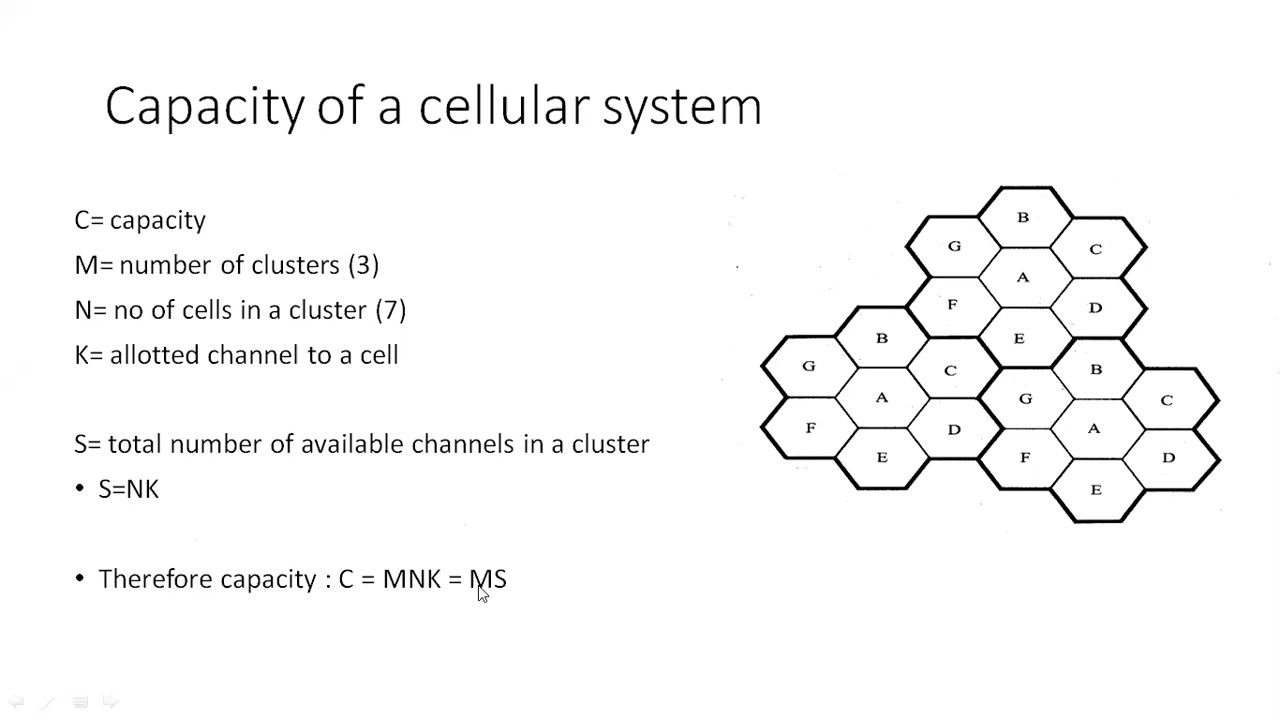 Capacity of a cellular system
C= capacity
M= number of clusters (3)
N= no of cells in a cluster (7)
K= allotted channel to a cell
S= total number of available channels in a cluster
• S=NK
• Therefore capacity : C = MNK = MS
B
G
C
A
F
D
E
B
G
C
A
F
D
E
B
G
C
A
F
D
E